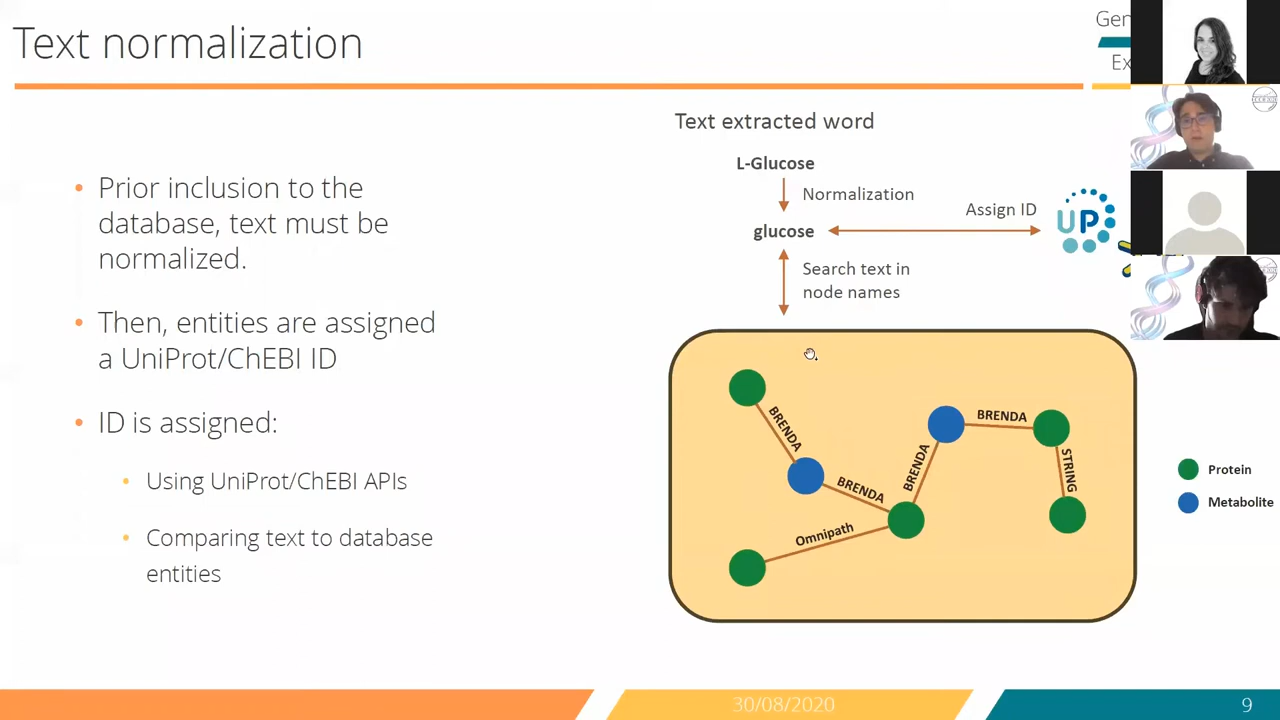 Text normalization
Gen
Ex
Prior inclusion to the
database, text must be
normalized.
Then, entities are assigned
a UniProt/ChEBI ID
ID is assigned:
Using UniProt/ChEBI APIs
Comparing text to database
entities
Text extracted word
L-Glucose
Normalization
glucose
Assign ID
UP
Search text in
node names
BRENDA
BRENDA
BRENDA
BRENDA
STRING
Omnipath
Protein
Metabolite
30/08/2020
9